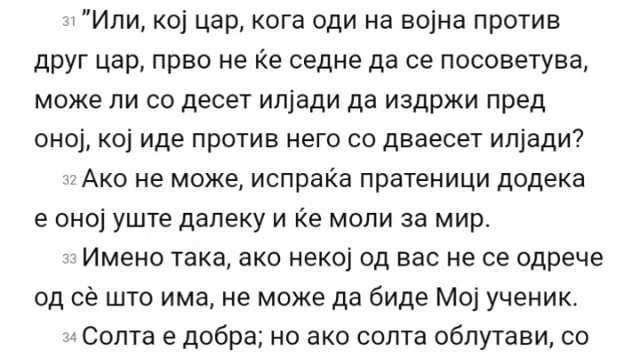 31 ”Или, кој цар, кога оди на војна против
друг цар, прво не ќе седне да се посоветува,
може ли со десет илјади да издржи пред
оној, кој иде против него со дваесет илјади?
32 Ако не може, испраќа пратеници додека
е оној уште далеку и ќе моли за мир.
33 Имено така, ако некој од вас не се одрече
од сѐ што има, не може да биде Мој ученик.
34 Солта е добра; но ако солта облутави, со